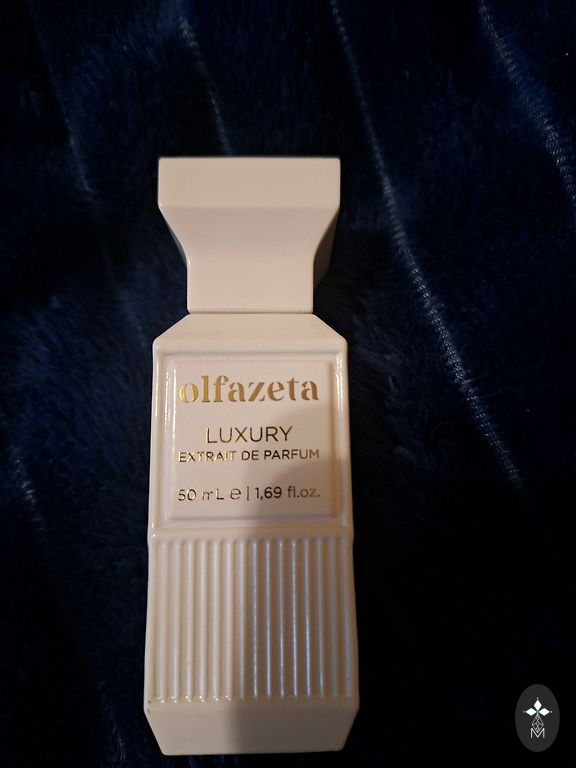 olfazeta
LUXURY
EXTRAIT DE PARFUM
50 mL ℮ | 1,69 fl.oz.
M